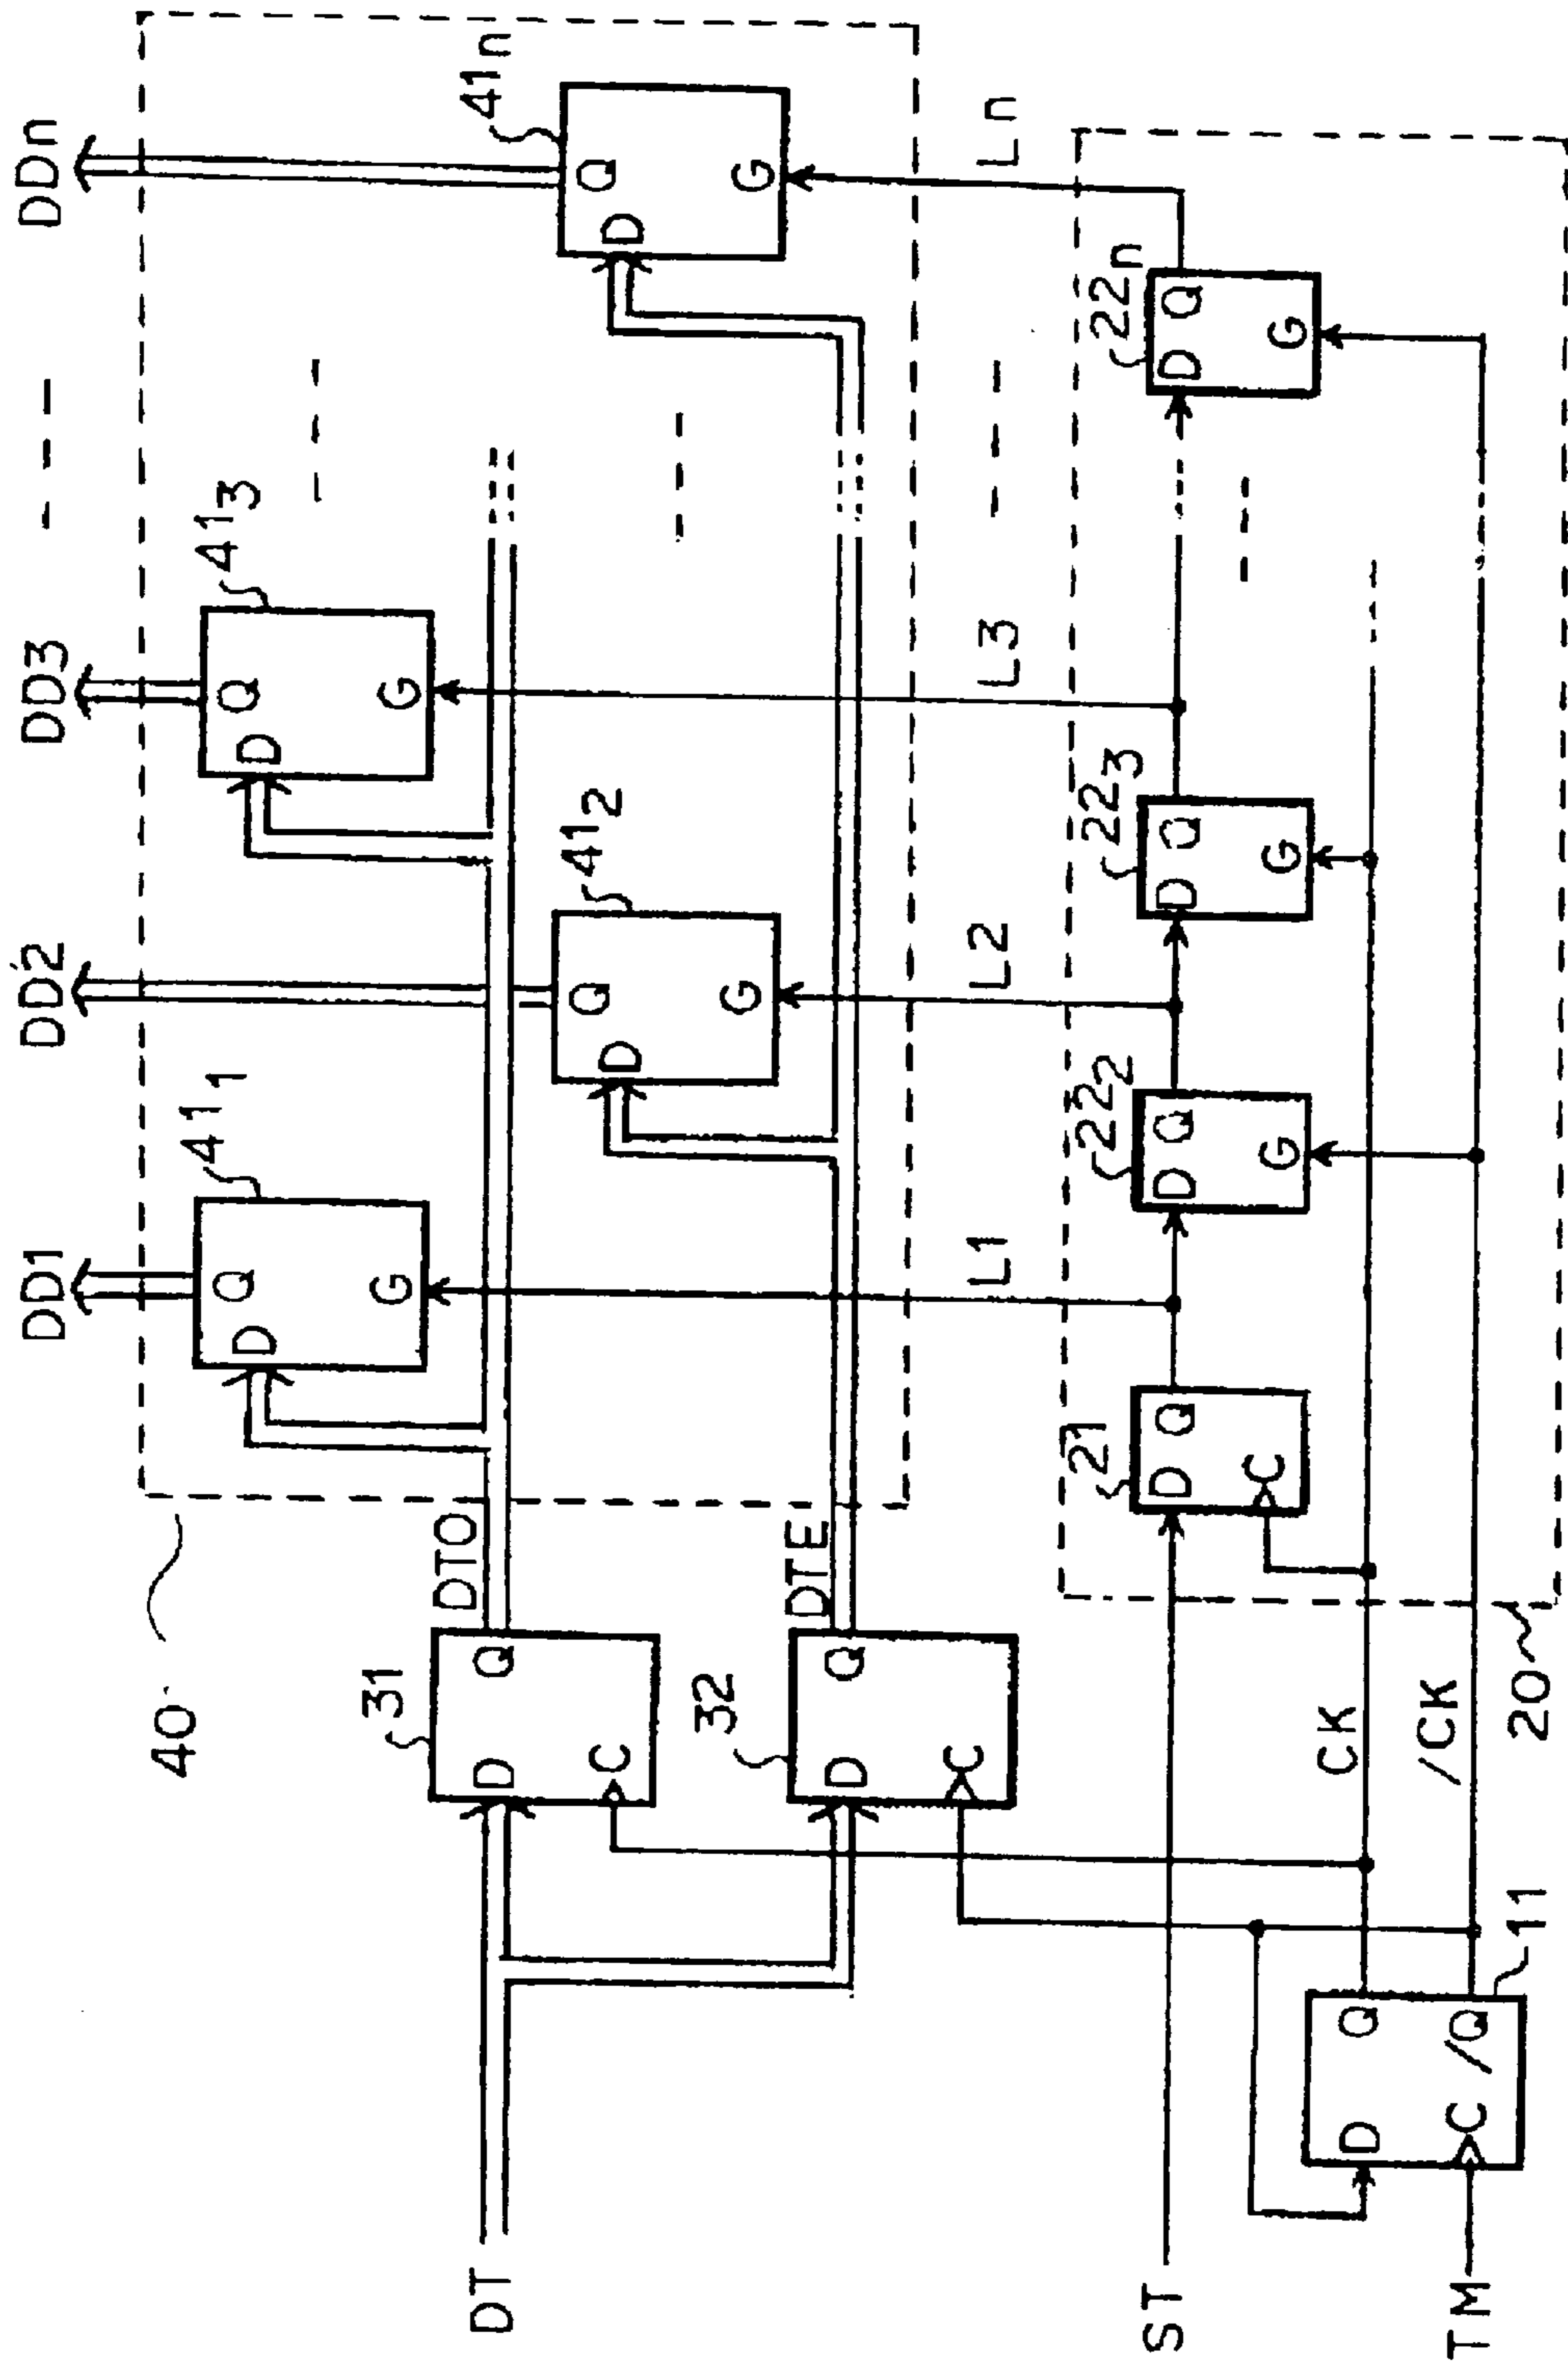 DD1 DD2 DD3 --- DDn
40
41₁ 41₃
Q Q
D G D G
---
31 DTO
D Q
C
41₂ 41n
Q Q
D G D G
---
DT
32 DTE
D Q
C
L1 L2 L3 --- Ln
21 22₂ 22₃ 22n
ST
D Q D Q D Q D Q
C G G G
---
D Q CK
TM C /Q /CK
11 20